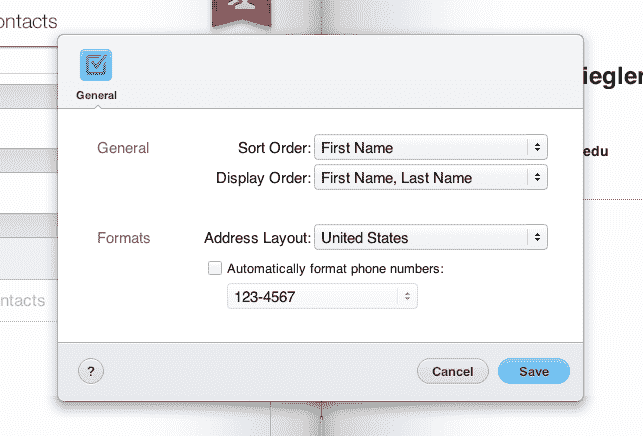 ontacts
iegler
General
General
Sort Order: First Name
edu
Display Order: First Name, Last Name
Formats
Address Layout: United States
Automatically format phone numbers:
ntacts
123-4567
? Cancel Save